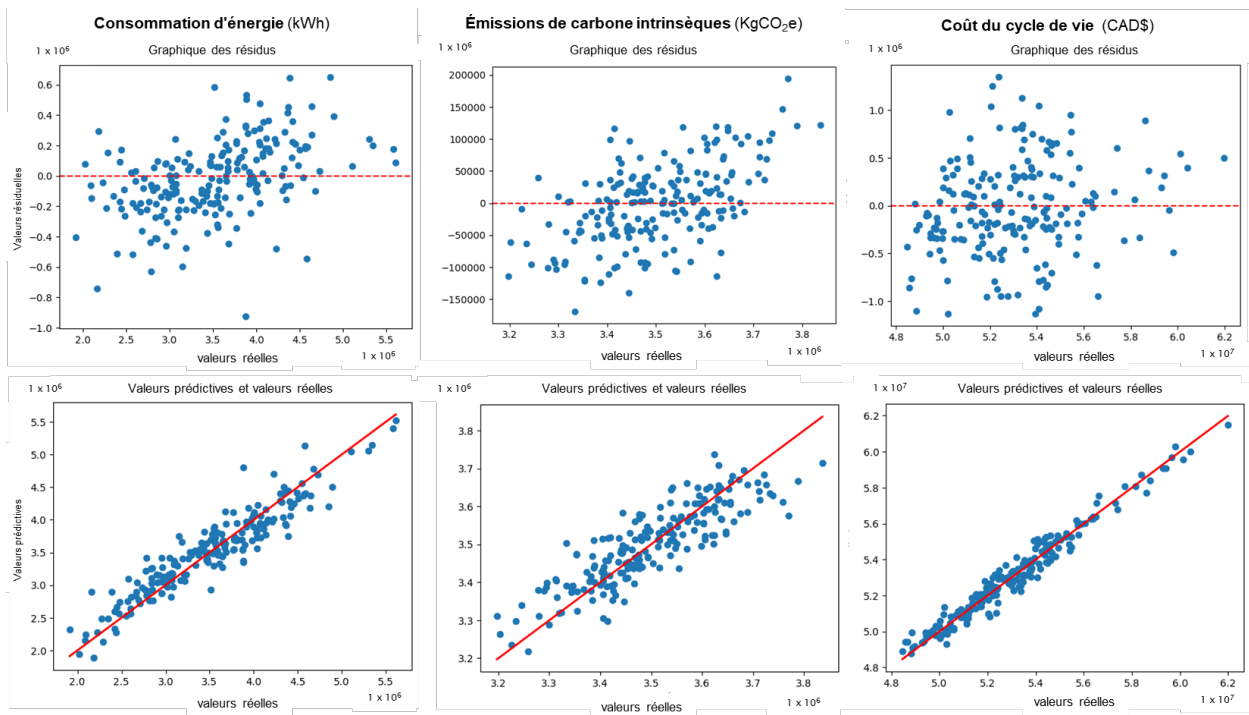 Consommation d'énergie (kWh)
Émissions de carbone intrinsèques (KgCO₂e)
Coût du cycle de vie (CAD$)
1 x 10⁶
Graphique des résidus
0.6
0.4
0.2
0.0
-0.2
-0.4
-0.6
-0.8
-1.0
Valeurs résiduelles
2.0 2.5 3.0 3.5 4.0 4.5 5.0 5.5
valeurs réelles
1 x 10⁶
1 x 10⁶
Graphique des résidus
200000
150000
100000
50000
0
−50000
−100000
−150000
3.2 3.3 3.4 3.5 3.6 3.7 3.8
valeurs réelles
1 x 10⁶
1 x 10⁶
Graphique des résidus
1.0
0.5
0.0
−0.5
−1.0
4.8 5.0 5.2 5.4 5.6 5.8 6.0 6.2
valeurs réelles
1 x 10⁷
1 x 10⁶
Valeurs prédictives et valeurs réelles
5.5
5.0
4.5
4.0
3.5
3.0
2.5
2.0
Valeurs prédictives
2.0 2.5 3.0 3.5 4.0 4.5 5.0 5.5
valeurs réelles
1 x 10⁶
1 x 10⁶
Valeurs prédictives et valeurs réelles
3.8
3.7
3.6
3.5
3.4
3.3
3.2
3.2 3.3 3.4 3.5 3.6 3.7 3.8
valeurs réelles
1 x 10⁶
1 x 10⁷
Valeurs prédictives et valeurs réelles
6.2
6.0
5.8
5.6
5.4
5.2
5.0
4.8
4.8 5.0 5.2 5.4 5.6 5.8 6.0 6.2
valeurs réelles
1 x 10⁷